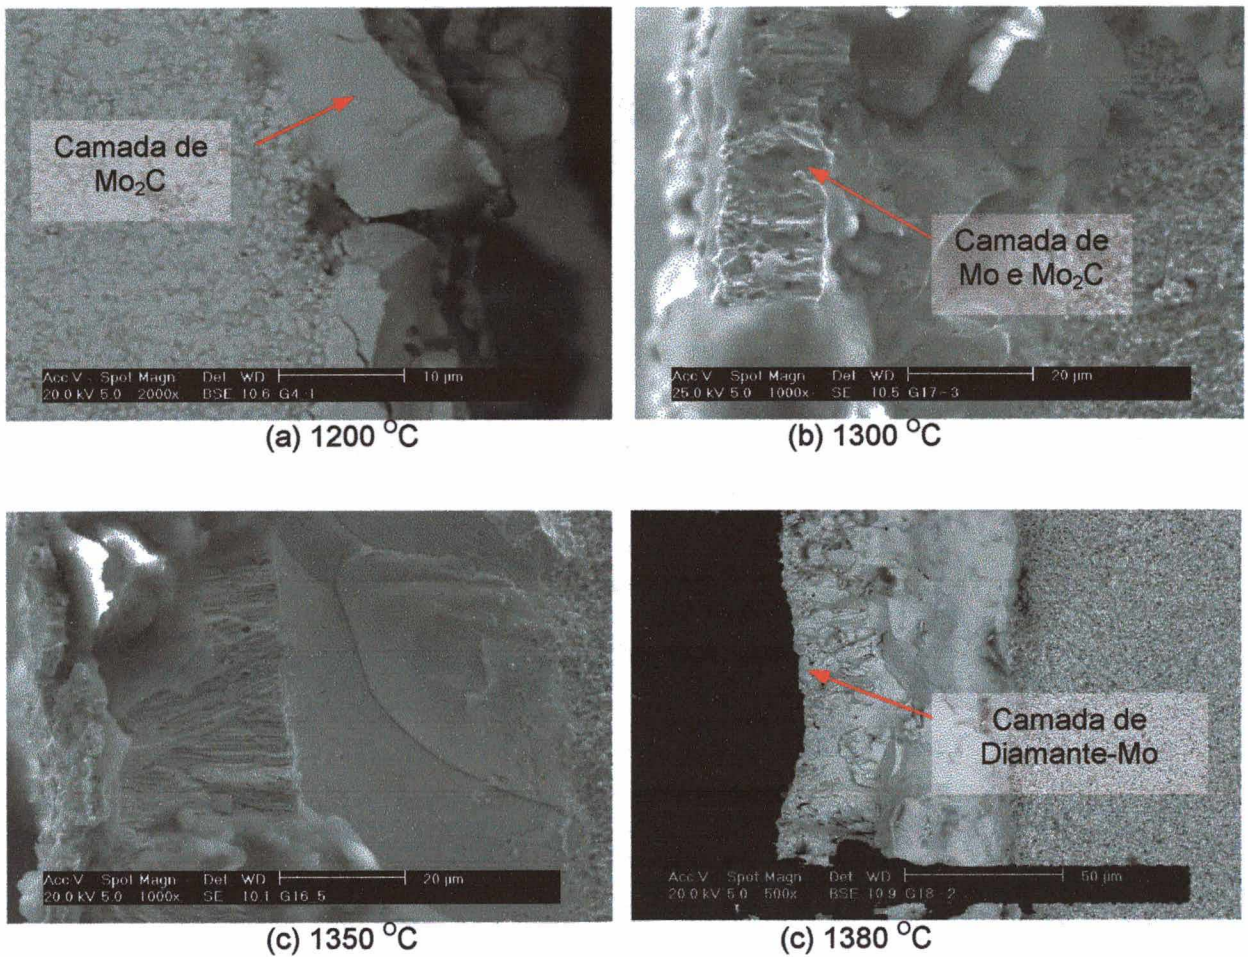 Camada de
Mo₂C
Acc.V Spot Magn Det WD 10 µm
20.0 kV 5.0 2000x BSE 10.6 G4-1
(a) 1200 °C
Camada de
Mo e Mo₂C
Acc.V Spot Magn Det WD 20 µm
25.0 kV 5.0 1000x SE 10.5 G17-3
(b) 1300 °C
Acc.V Spot Magn Det WD 20 µm
20.0 kV 5.0 1000x SE 10.1 G16 5
(c) 1350 °C
Camada de
Diamante-Mo
Acc.V Spot Magn Det WD 50 µm
20.0 kV 5.0 500x BSE 10.9 G18-2
(c) 1380 °C